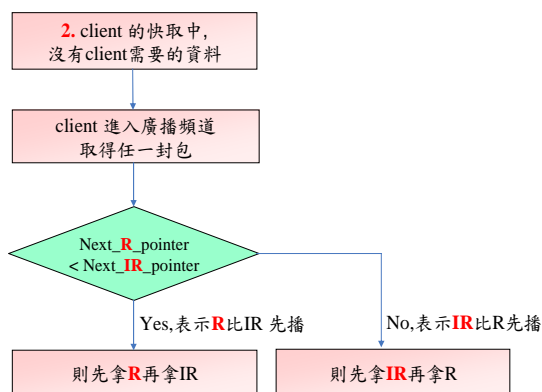 2. client 的快取中,
沒有client需要的資料
client 進入廣播頻道
取得任一封包
Next_R_pointer
< Next_IR_pointer
Yes,表示R比IR 先播
No,表示IR比R先播
則先拿R再拿IR
則先拿IR再拿R